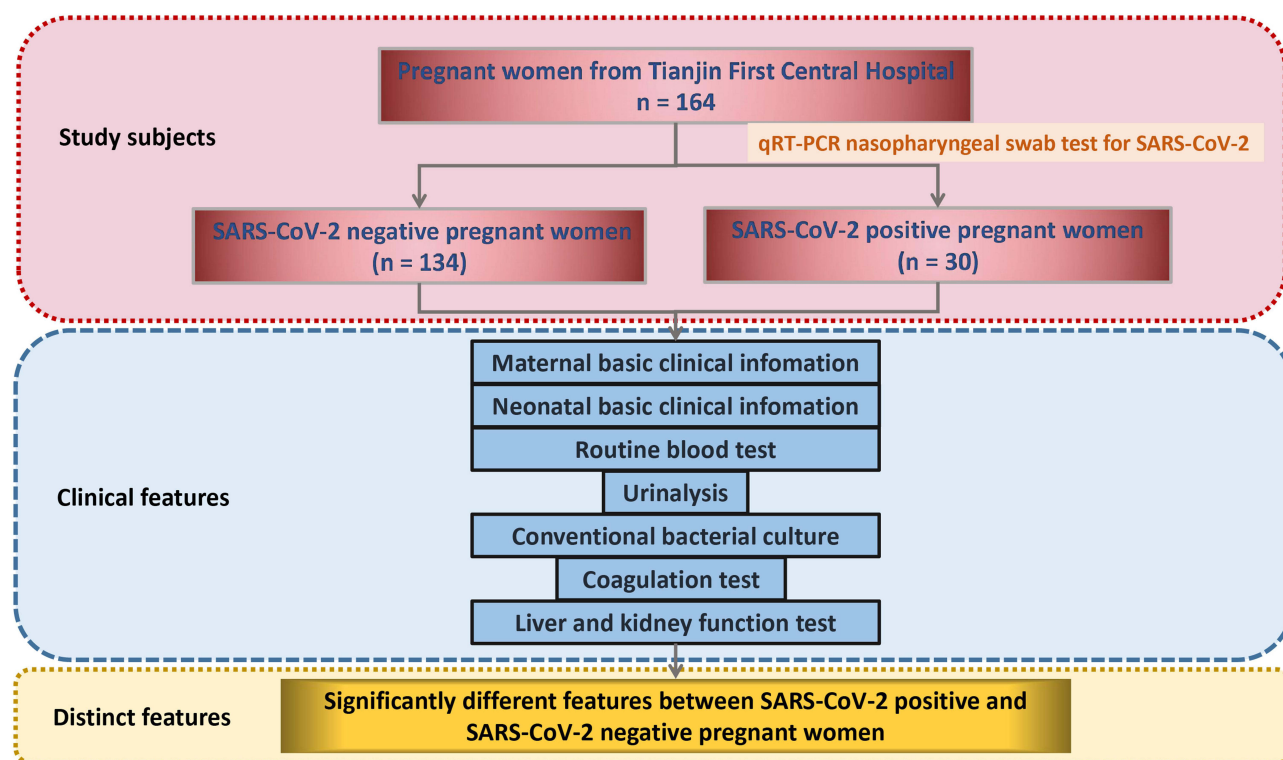 Pregnant women from Tianjin First Central Hospital
n = 164
Study subjects
qRT-PCR nasopharyngeal swab test for SARS-CoV-2
SARS-CoV-2 negative pregnant women
(n = 134)
SARS-CoV-2 positive pregnant women
(n = 30)
Maternal basic clinical infomation
Neonatal basic clinical infomation
Routine blood test
Urinalysis
Clinical features
Conventional bacterial culture
Coagulation test
Liver and kidney function test
Distinct features
Significantly different features between SARS-CoV-2 positive and
SARS-CoV-2 negative pregnant women